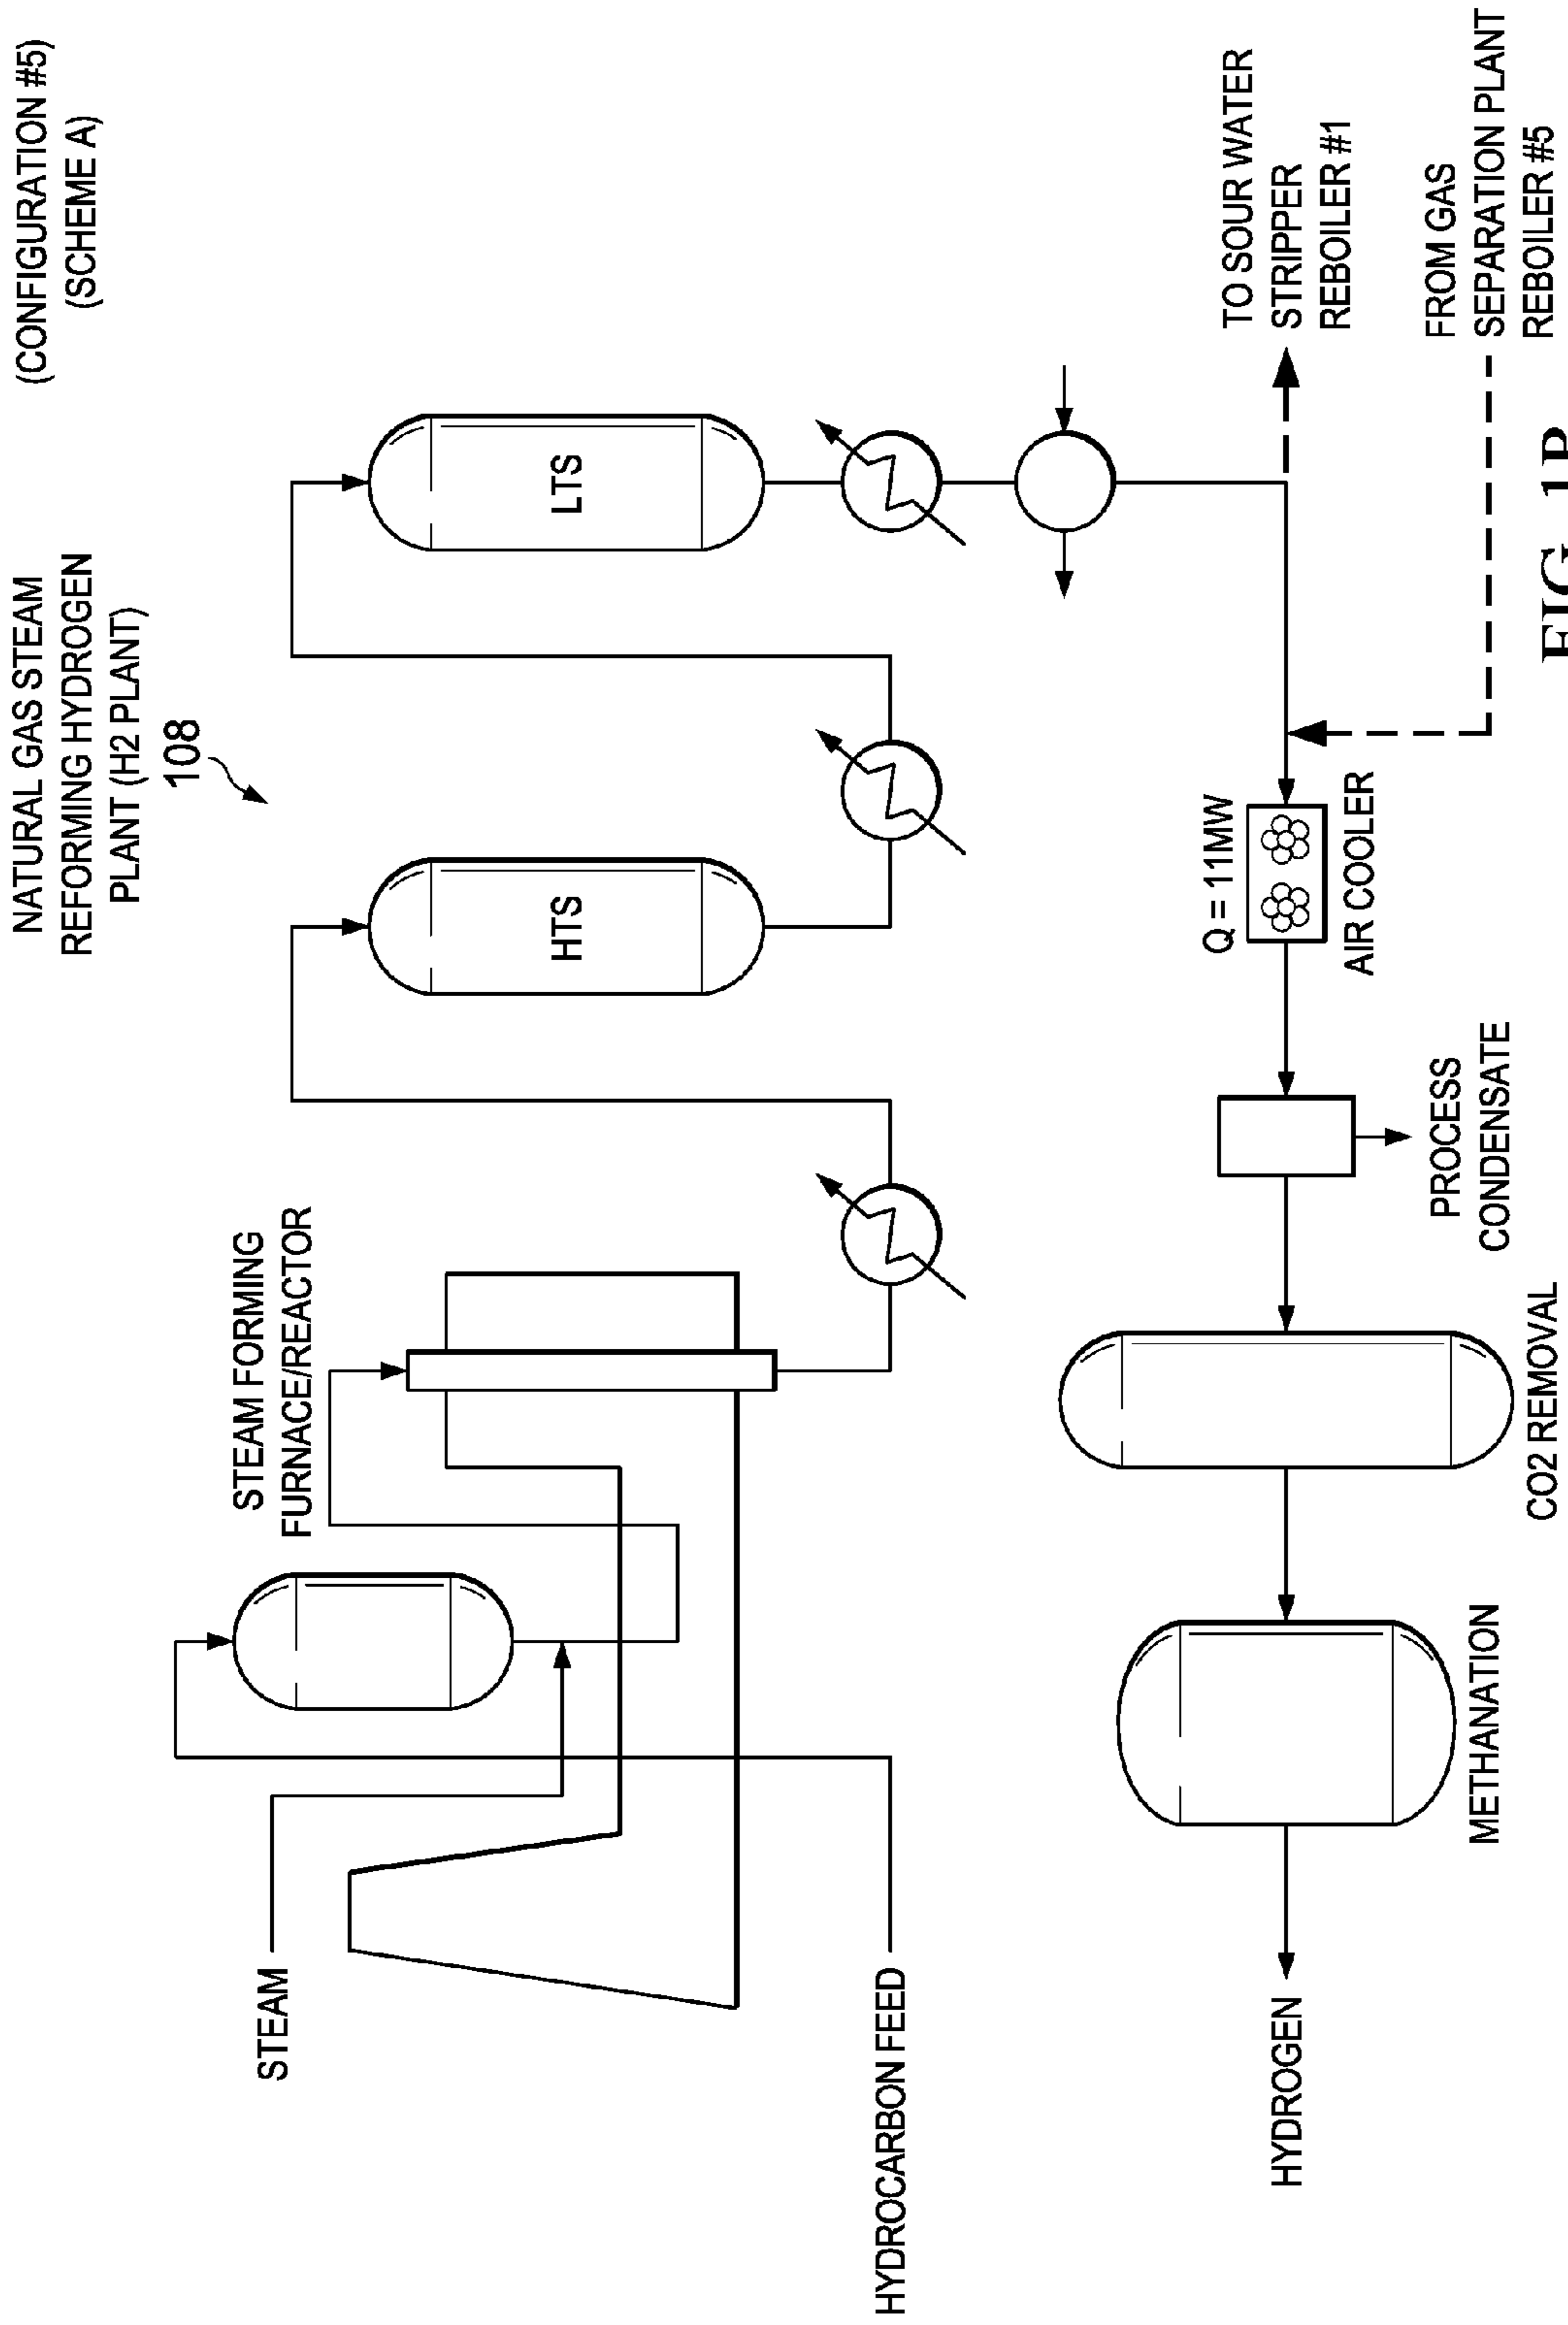 NATURAL GAS STEAM
REFORMING HYDROGEN
PLANT (H2 PLANT)
108
(CONFIGURATION #5)
(SCHEME A)
STEAM
STEAM FORMING
FURNACE/REACTOR
HTS
LTS
HYDROCARBON FEED
HYDROGEN
METHANATION
CO2 REMOVAL
PROCESS
CONDENSATE
Q = 11MW
AIR COOLER
TO SOUR WATER
STRIPPER
REBOILER #1
FROM GAS
SEPARATION PLANT
REBOILER #5